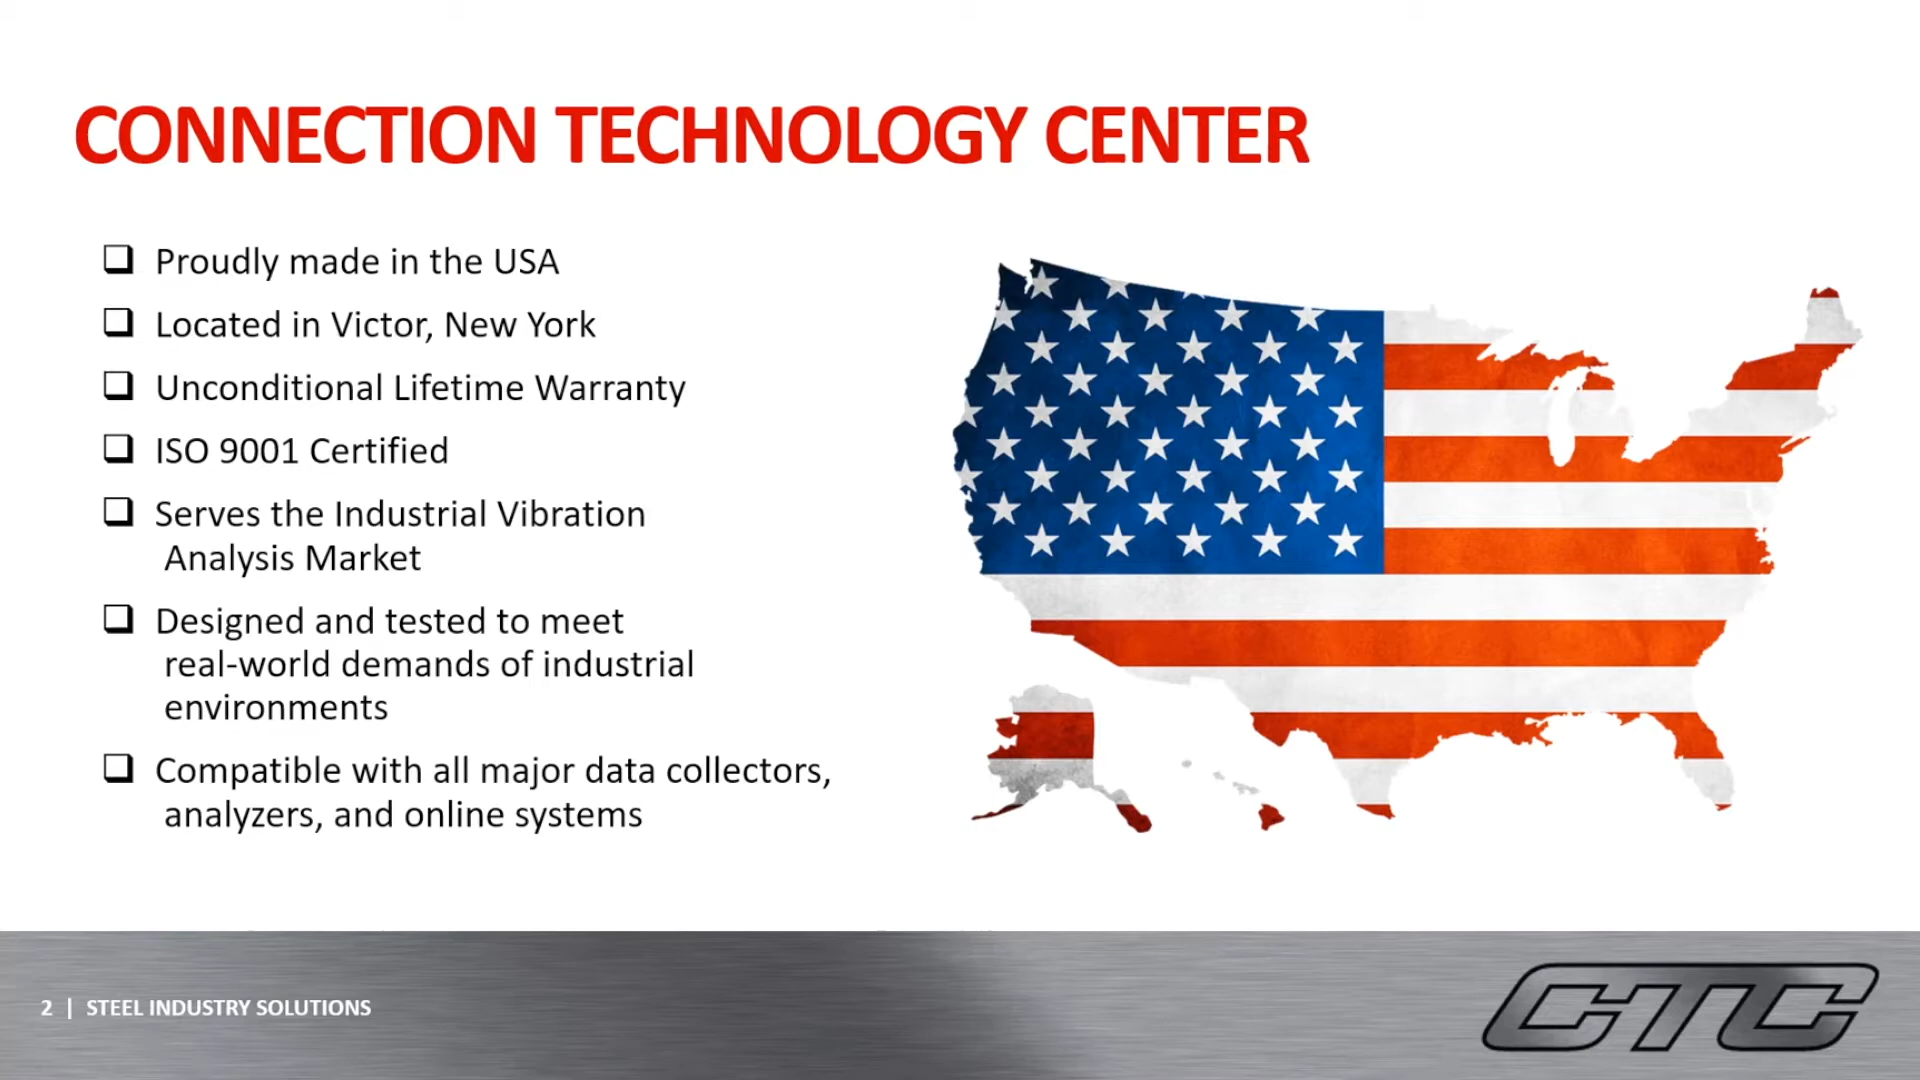 CONNECTION TECHNOLOGY CENTER
Proudly made in the USA
Located in Victor, New York
Unconditional Lifetime Warranty
ISO 9001 Certified
Serves the Industrial Vibration
Analysis Market
Designed and tested to meet
real-world demands of industrial
environments
Compatible with all major data collectors,
analyzers, and online systems
2 | STEEL INDUSTRY SOLUTIONS
CTC